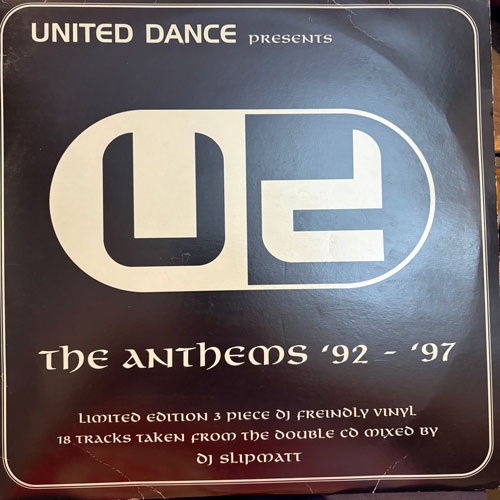 UNITED DANCE PRESENTS
UD
THE ANTHEMS '92 - '97
LIMITED EDITION 3 PIECE DJ FREINDLY VINYL
18 TRACKS TAKEN FROM THE DOUBLE CD MIXED BY
DJ SLIPMATT